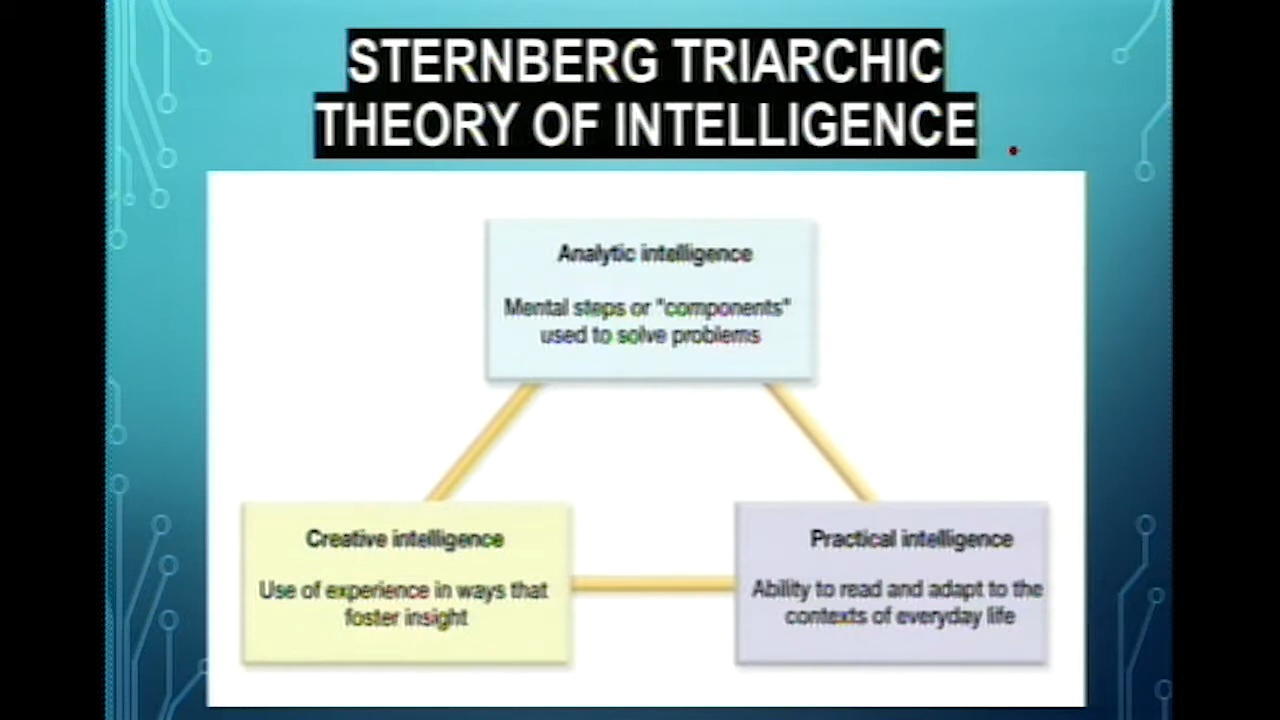 STERNBERG TRIARCHIC
THEORY OF INTELLIGENCE
Analytic intelligence
Mental steps or "components"
used to solve problems
Creative intelligence
Use of experience in ways that
foster insight
Practical intelligence
Ability to read and adapt to the
contexts of everyday life